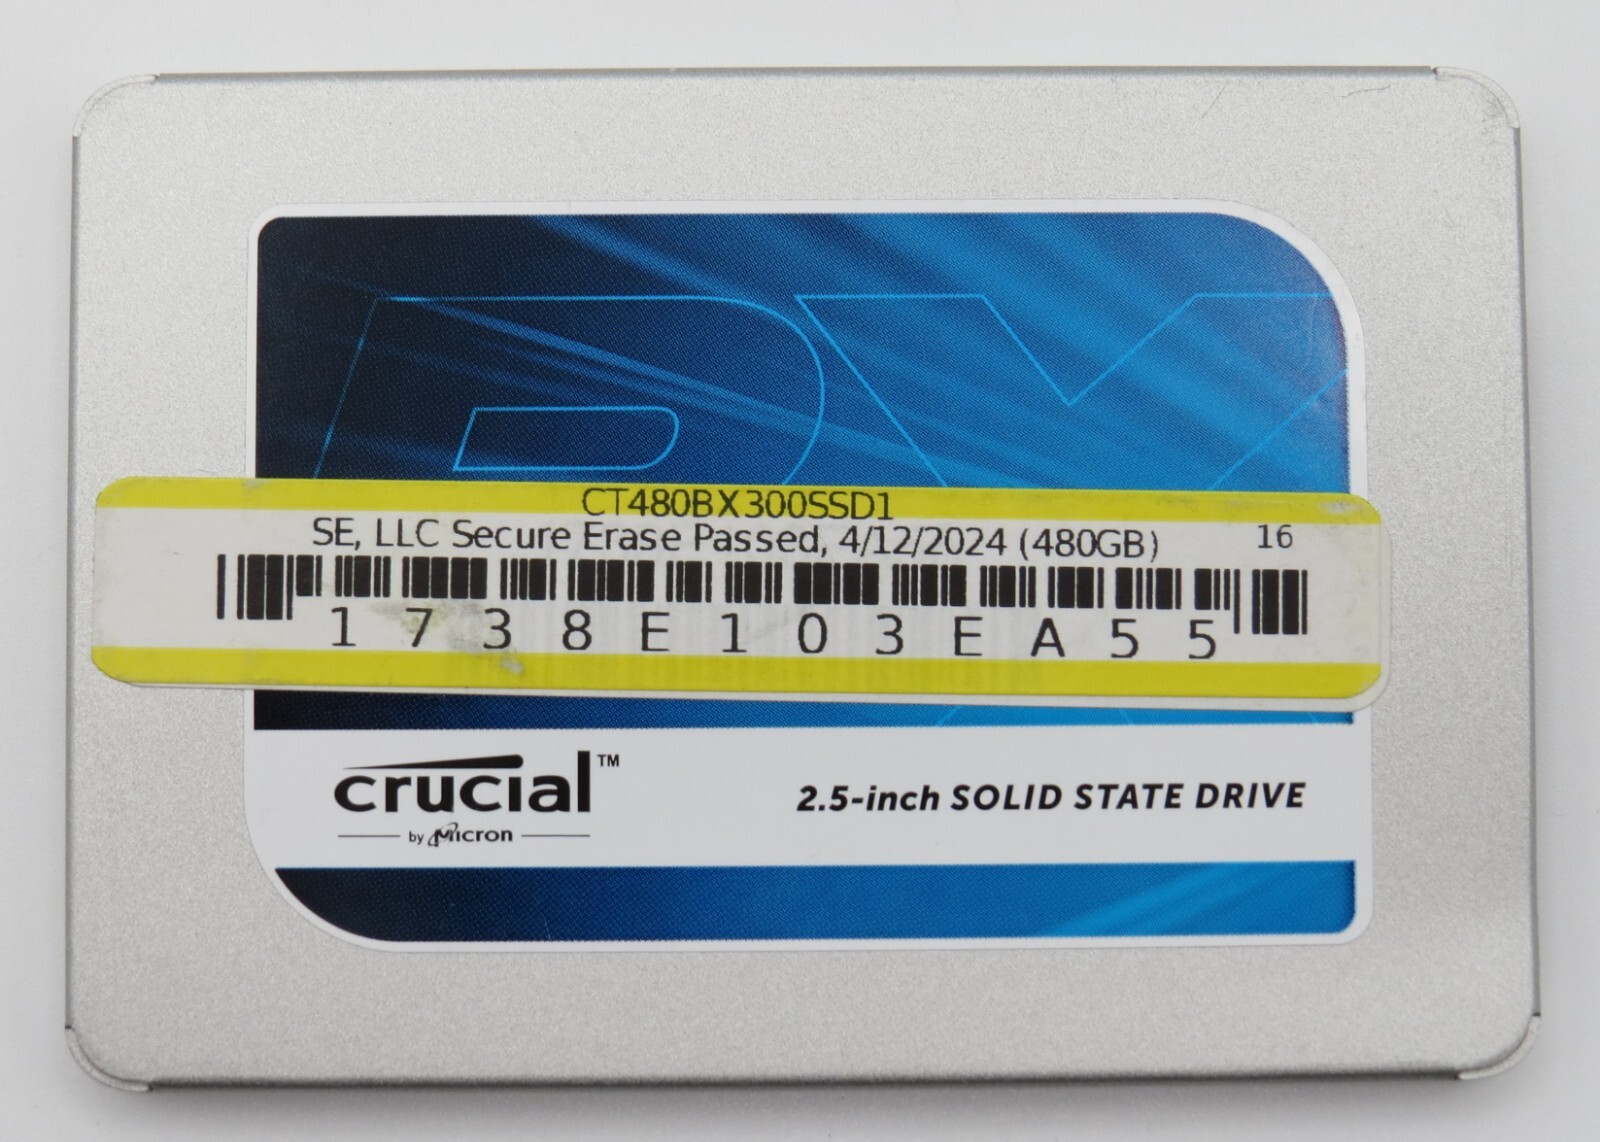 BX
CT480BX300SSD1
SE, LLC Secure Erase Passed, 4/12/2024 (480GB) 16
1738E103EA55
crucial™
by Micron
2.5-inch SOLID STATE DRIVE